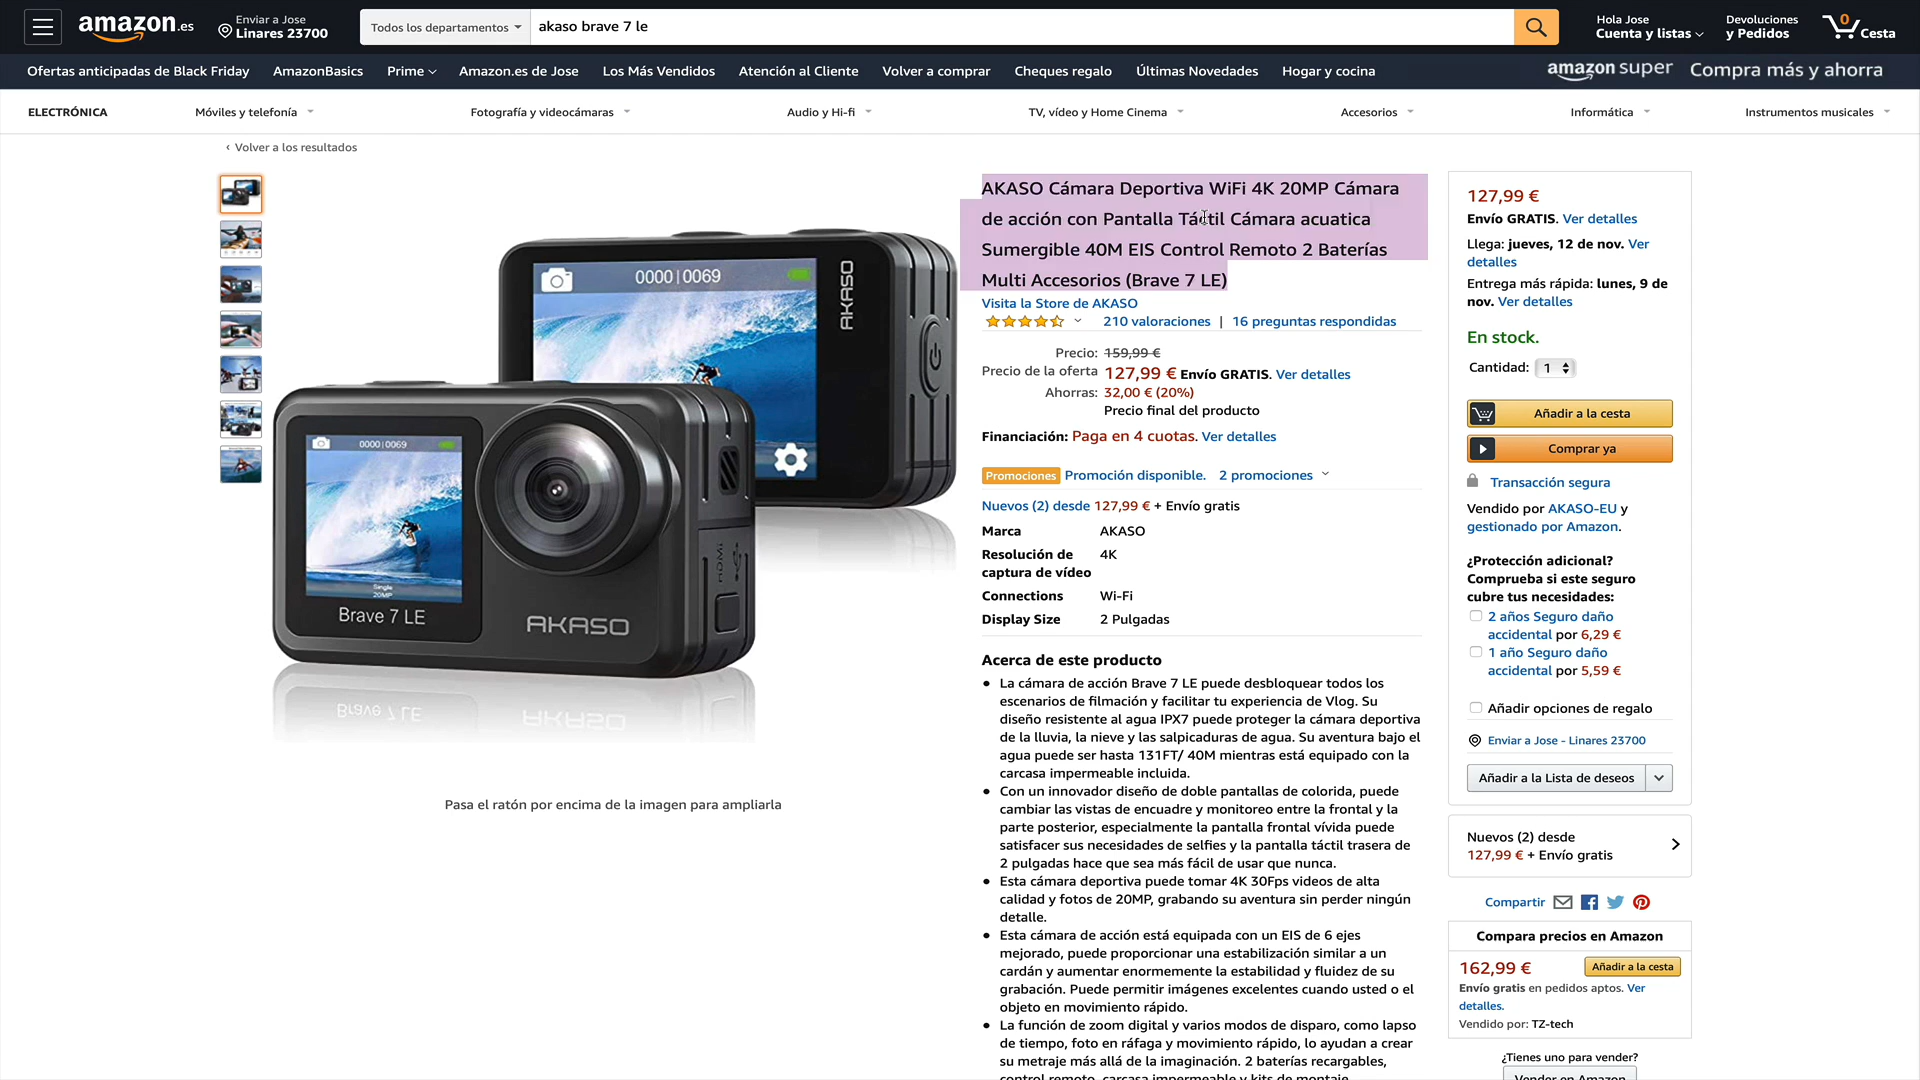 amazon.es
Enviar a Jose
Linares 23700
Todos los departamentos
akaso brave 7 le
Hola Jose
Cuenta y listas
Devoluciones
y Pedidos
0
Cesta
Ofertas anticipadas de Black Friday
AmazonBasics
Prime
Amazon.es de Jose
Los Más Vendidos
Atención al Cliente
Volver a comprar
Cheques regalo
Últimas Novedades
Hogar y cocina
amazon super
Compra más y ahorra
ELECTRÓNICA
Móviles y telefonía
Fotografía y videocámaras
Audio y Hi-fi
TV, vídeo y Home Cinema
Accesorios
Informática
Instrumentos musicales
‹ Volver a los resultados
0000|0069
AKASO
0000|0069
Single
20MP
Brave 7 LE
AKASO
HDMI
Pasa el ratón por encima de la imagen para ampliarla
AKASO Cámara Deportiva WiFi 4K 20MP Cámara
de acción con Pantalla Táctil Cámara acuatica
Sumergible 40M EIS Control Remoto 2 Baterías
Multi Accesorios (Brave 7 LE)
Visita la Store de AKASO
210 valoraciones | 16 preguntas respondidas
Precio: 159,99 €
Precio de la oferta 127,99 € Envío GRATIS. Ver detalles
Ahorras: 32,00 € (20%)
Precio final del producto
Financiación: Paga en 4 cuotas. Ver detalles
Promociones Promoción disponible. 2 promociones
Nuevos (2) desde 127,99 € + Envío gratis
Marca AKASO
Resolución de 4K
captura de vídeo
Connections Wi-Fi
Display Size 2 Pulgadas
Acerca de este producto
• La cámara de acción Brave 7 LE puede desbloquear todos los
escenarios de filmación y facilitar tu experiencia de Vlog. Su
diseño resistente al agua IPX7 puede proteger la cámara deportiva
de la lluvia, la nieve y las salpicaduras de agua. Su aventura bajo el
agua puede ser hasta 131FT/ 40M mientras está equipado con la
carcasa impermeable incluida.
• Con un innovador diseño de doble pantallas de colorida, puede
cambiar las vistas de encuadre y monitoreo entre la frontal y la
parte posterior, especialmente la pantalla frontal vívida puede
satisfacer sus necesidades de selfies y la pantalla táctil trasera de
2 pulgadas hace que sea más fácil de usar que nunca.
• Esta cámara deportiva puede tomar 4K 30Fps videos de alta
calidad y fotos de 20MP, grabando su aventura sin perder ningún
detalle.
• Esta cámara de acción está equipada con un EIS de 6 ejes
mejorado, puede proporcionar una estabilización similar a un
cardán y aumentar enormemente la estabilidad y fluidez de su
grabación. Puede permitir imágenes excelentes cuando usted o el
objeto en movimiento rápido.
• La función de zoom digital y varios modos de disparo, como lapso
de tiempo, foto en ráfaga y movimiento rápido, lo ayudan a crear
su metraje más allá de la imaginación. 2 baterías recargables,
control remoto, carcasa impermeable y kits de montaje.
127,99 €
Envío GRATIS. Ver detalles
Llega: jueves, 12 de nov. Ver
detalles
Entrega más rápida: lunes, 9 de
nov. Ver detalles
En stock.
Cantidad: 1
Añadir a la cesta
Comprar ya
Transacción segura
Vendido por AKASO-EU y
gestionado por Amazon.
¿Protección adicional?
Comprueba si este seguro
cubre tus necesidades:
2 años Seguro daño
accidental por 6,29 €
1 año Seguro daño
accidental por 5,59 €
Añadir opciones de regalo
Enviar a Jose - Linares 23700
Añadir a la Lista de deseos
Nuevos (2) desde
127,99 € + Envío gratis
Compartir
Compara precios en Amazon
162,99 €
Añadir a la cesta
Envío gratis en pedidos aptos. Ver
detalles.
Vendido por: TZ-tech
¿Tienes uno para vender?
Vender en Amazon